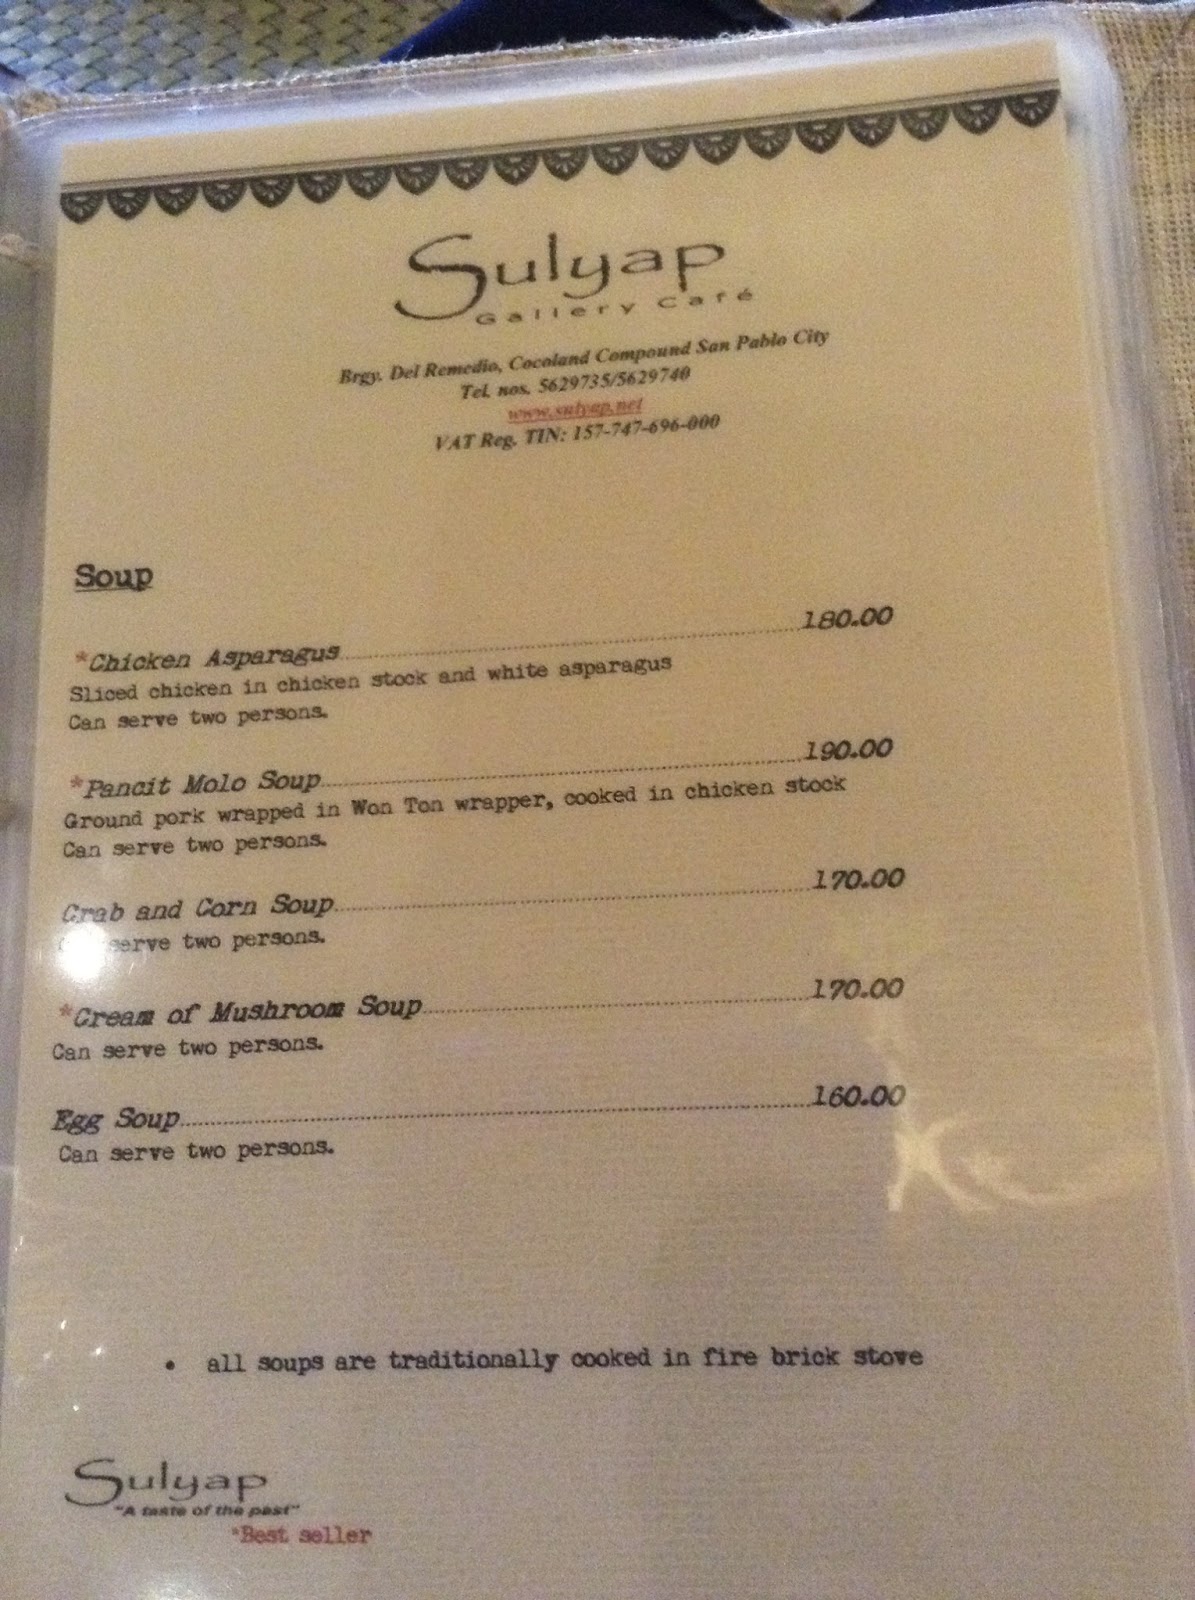 Sulyap
Gallery Café
Brgy. Del Remedio, Cocoland Compound San Pablo City
Tel. nos. 5629735/5629740
www.sulyap.net
VAT Reg. TIN: 157-747-696-000
Soup
*Chicken Asparagus 180.00
Sliced chicken in chicken stock and white asparagus
Can serve two persons.
*Pancit Molo Soup 190.00
Ground pork wrapped in Won Ton wrapper, cooked in chicken stock
Can serve two persons.
Crab and Corn Soup 170.00
serve two persons.
*Cream of Mushroom Soup 170.00
Can serve two persons.
Egg Soup 160.00
Can serve two persons.
• all soups are traditionally cooked in fire brick stove
Sulyap
"A taste of the past"
*Best seller